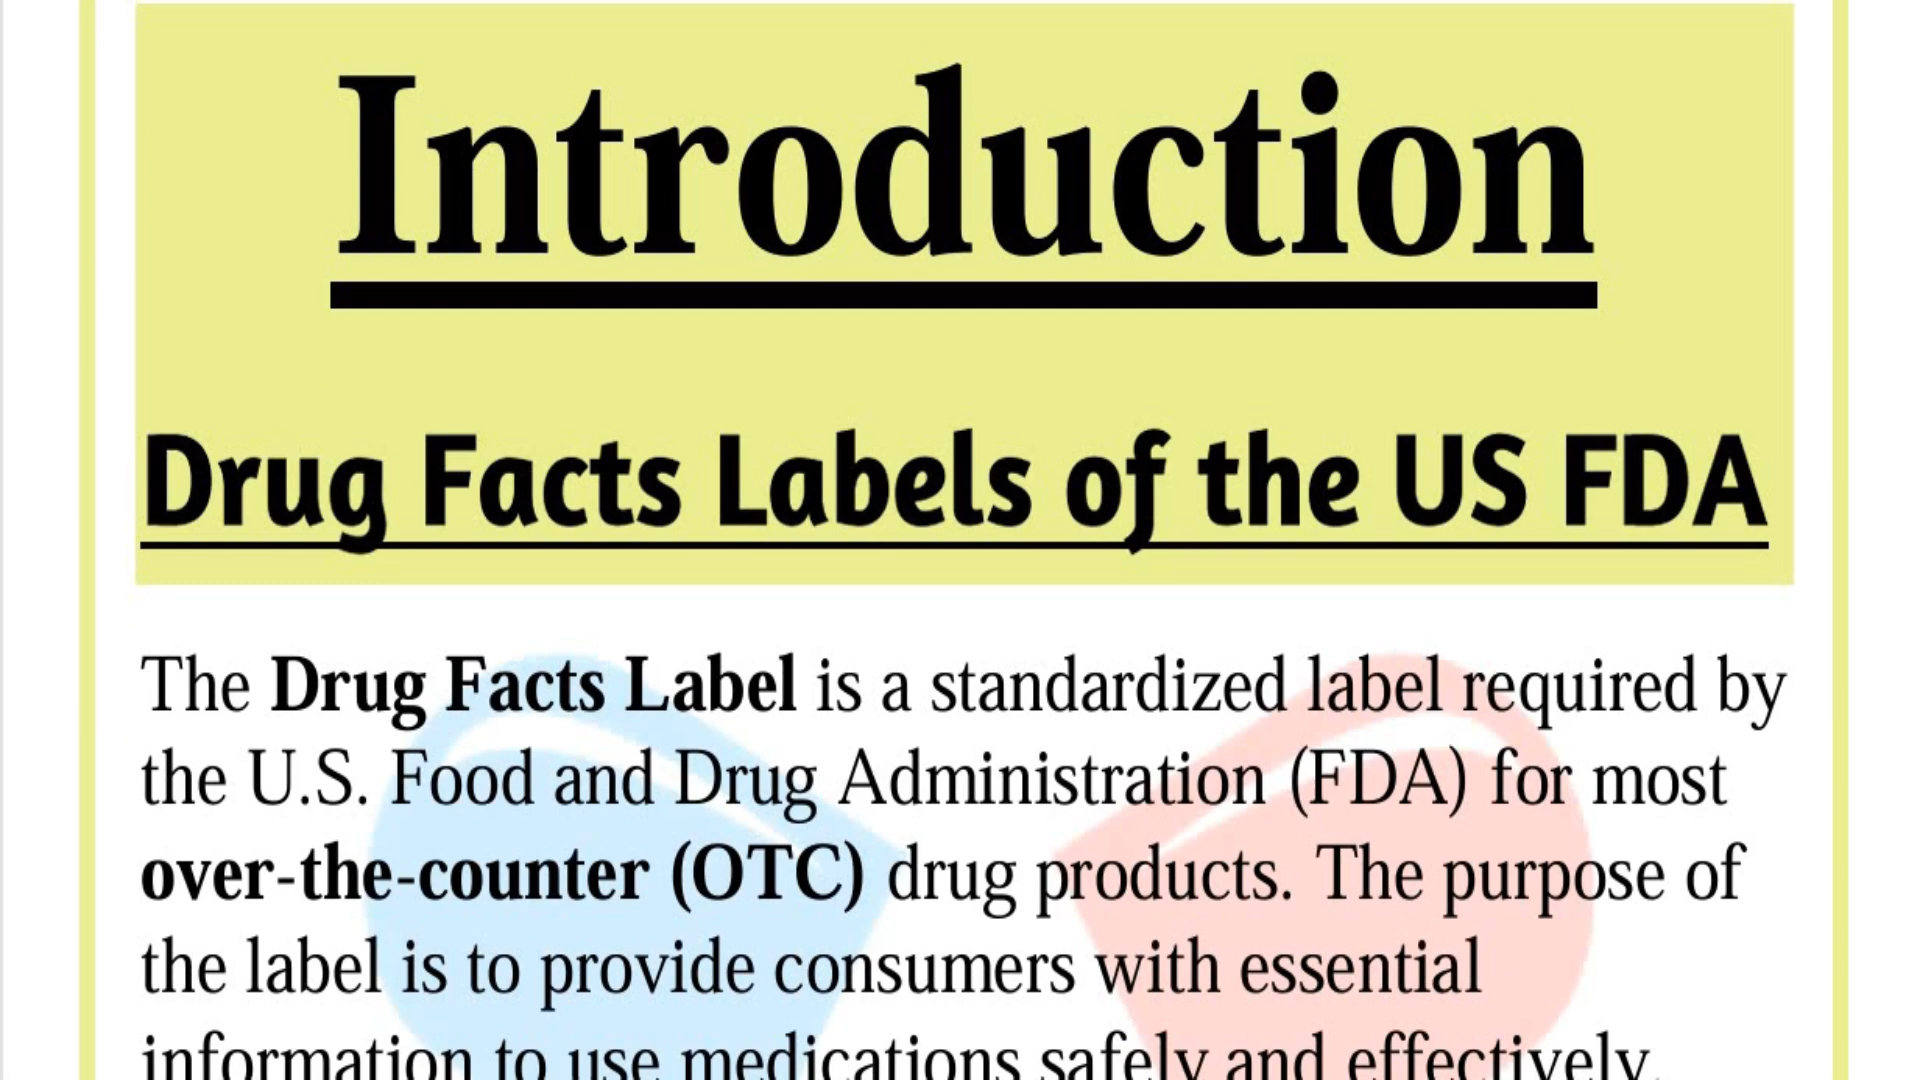 Introduction
Drug Facts Labels of the US FDA
The Drug Facts Label is a standardized label required by
the U.S. Food and Drug Administration (FDA) for most
over-the-counter (OTC) drug products. The purpose of
the label is to provide consumers with essential
information to use medications safely and effectively.